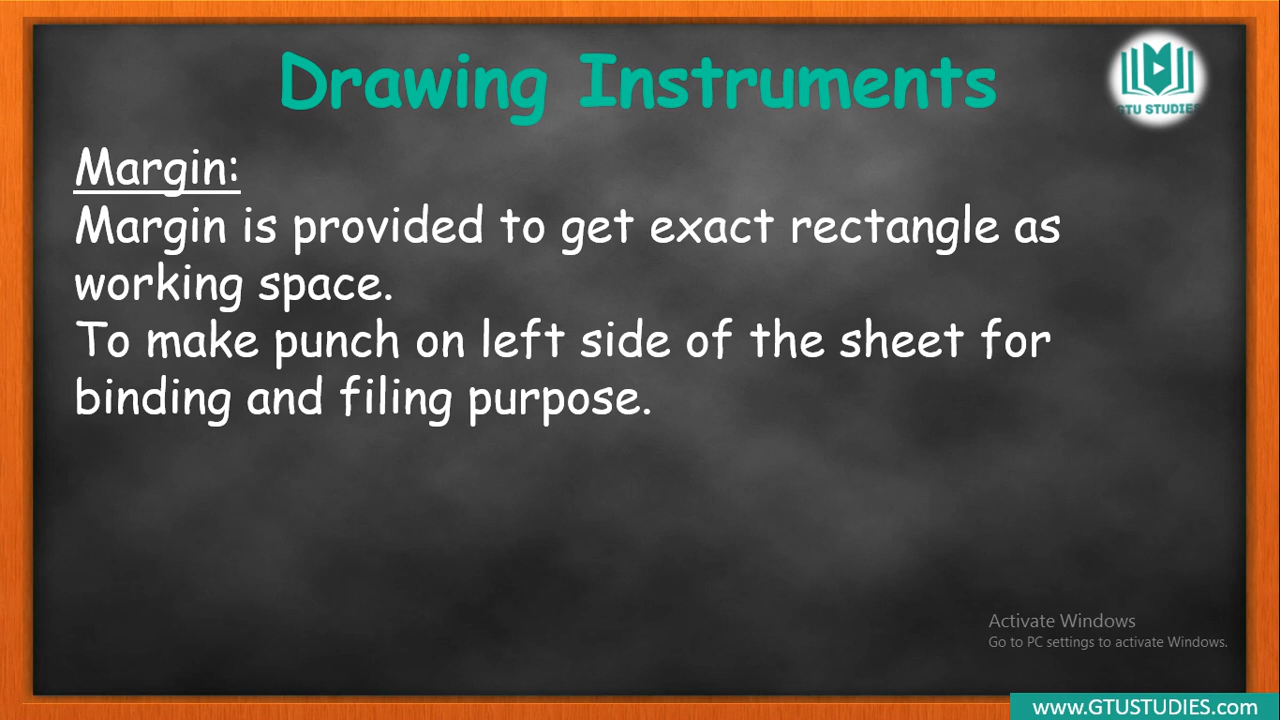 Drawing Instruments
GTU STUDIES
Margin:
Margin is provided to get exact rectangle as
working space.
To make punch on left side of the sheet for
binding and filing purpose.
Activate Windows
Go to PC settings to activate Windows.
www.GTUSTUDIES.com